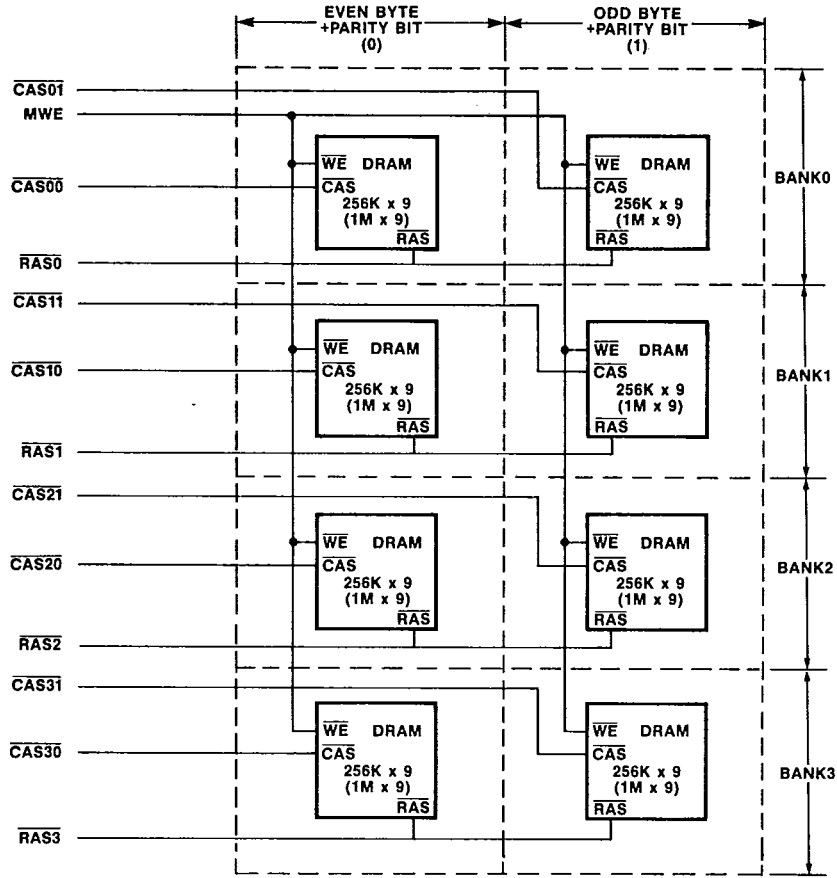 EVEN BYTE
+PARITY BIT
(0)
ODD BYTE
+PARITY BIT
(1)
CAS01
MWE
CAS00
RAS0
WE DRAM
CAS
256K x 9
(1M x 9)
RAS
WE DRAM
CAS
256K x 9
(1M x 9)
RAS
BANK0
CAS11
CAS10
RAS1
WE DRAM
CAS
256K x 9
(1M x 9)
RAS
WE DRAM
CAS
256K x 9
(1M x 9)
RAS
BANK1
CAS21
CAS20
RAS2
WE DRAM
CAS
256K x 9
(1M x 9)
RAS
WE DRAM
CAS
256K x 9
(1M x 9)
RAS
BANK2
CAS31
CAS30
RAS3
WE DRAM
CAS
256K x 9
(1M x 9)
RAS
WE DRAM
CAS
256K x 9
(1M x 9)
RAS
BANK3